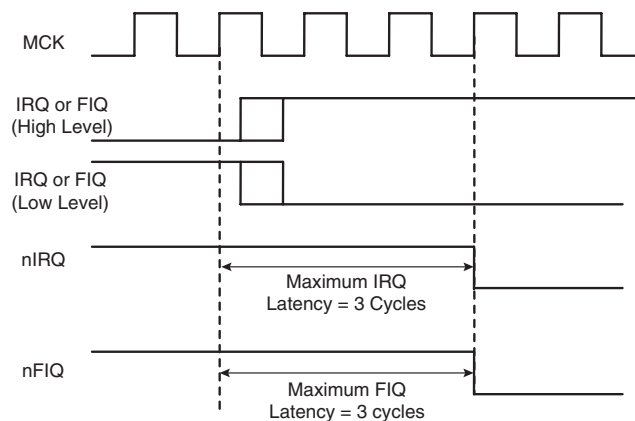 MCK
IRQ or FIQ
(High Level)
IRQ or FIQ
(Low Level)
nIRQ
Maximum IRQ
Latency = 3 Cycles
nFIQ
Maximum FIQ
Latency = 3 cycles